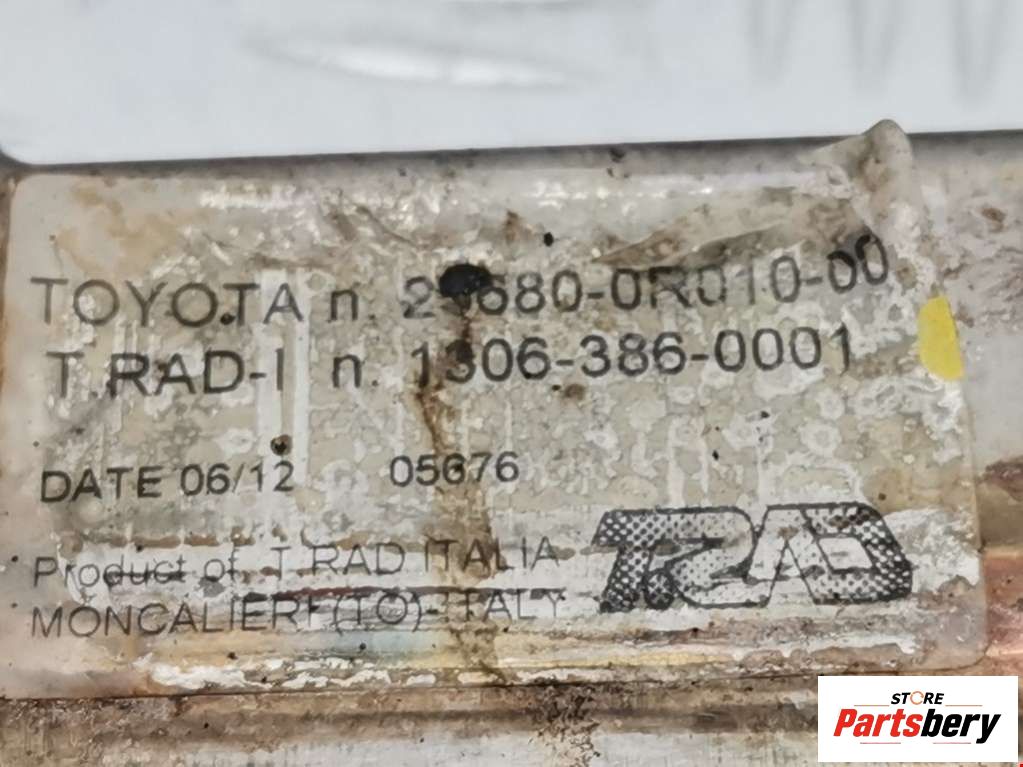 TOYOTA n.
T.RAD-I n. 1306-386-0001
DATE 06/12 05676
Product of T.RAD ITALIA
MONCALIERI (TO)-ITALY
T.RAD
STORE
Partsbery